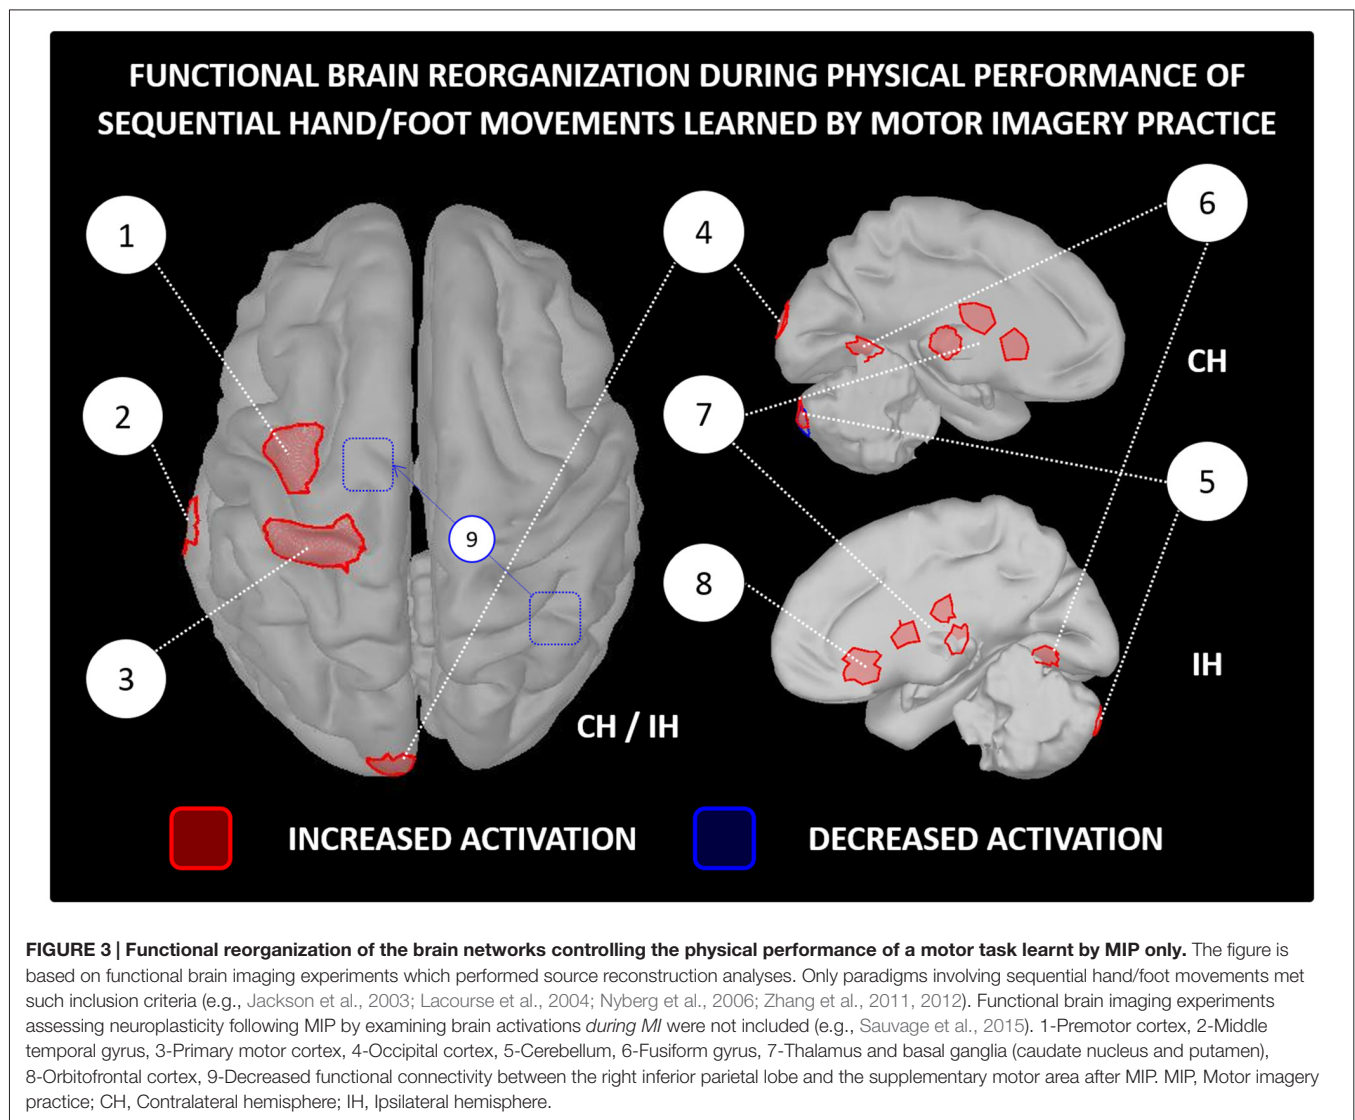 FUNCTIONAL BRAIN REORGANIZATION DURING PHYSICAL PERFORMANCE OF
SEQUENTIAL HAND/FOOT MOVEMENTS LEARNED BY MOTOR IMAGERY PRACTICE
1
2
3
4
5
6
7
8
9
CH
IH
CH / IH
INCREASED ACTIVATION
DECREASED ACTIVATION
FIGURE 3 | Functional reorganization of the brain networks controlling the physical performance of a motor task learnt by MIP only. The figure is
based on functional brain imaging experiments which performed source reconstruction analyses. Only paradigms involving sequential hand/foot movements met
such inclusion criteria (e.g., Jackson et al., 2003; Lacourse et al., 2004; Nyberg et al., 2006; Zhang et al., 2011, 2012). Functional brain imaging experiments
assessing neuroplasticity following MIP by examining brain activations during MI were not included (e.g., Sauvage et al., 2015). 1-Premotor cortex, 2-Middle
temporal gyrus, 3-Primary motor cortex, 4-Occipital cortex, 5-Cerebellum, 6-Fusiform gyrus, 7-Thalamus and basal ganglia (caudate nucleus and putamen),
8-Orbitofrontal cortex, 9-Decreased functional connectivity between the right inferior parietal lobe and the supplementary motor area after MIP. MIP, Motor imagery
practice; CH, Contralateral hemisphere; IH, Ipsilateral hemisphere.